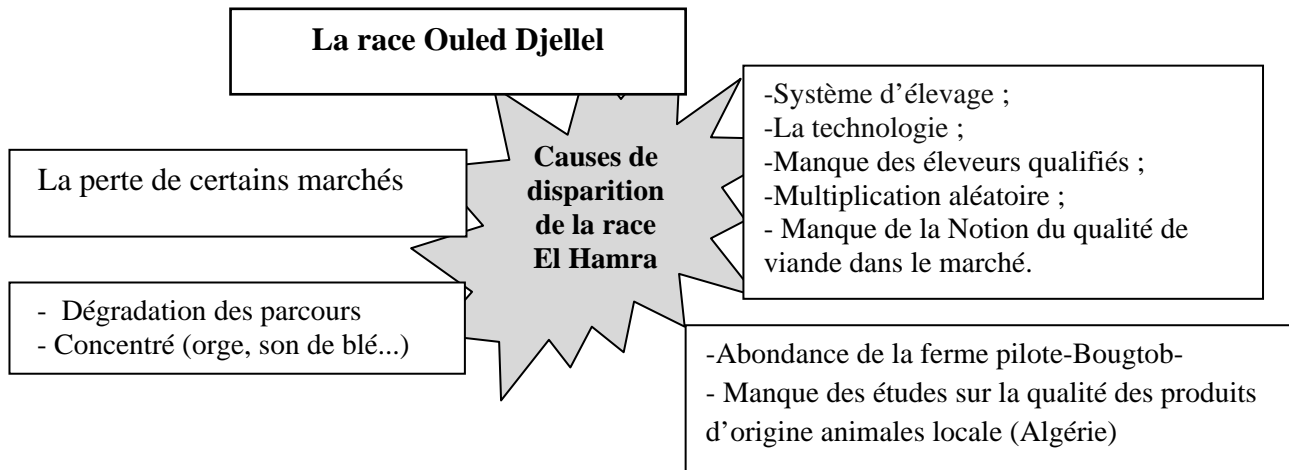 La race Ouled Djellel
La perte de certains marchés
- Dégradation des parcours
- Concentré (orge, son de blé...)
Causes de
disparition
de la race
El Hamra
-Système d’élevage ;
-La technologie ;
-Manque des éleveurs qualifiés ;
-Multiplication aléatoire ;
- Manque de la Notion du qualité de
viande dans le marché.
-Abondance de la ferme pilote-Bougtob-
- Manque des études sur la qualité des produits
d’origine animales locale (Algérie)